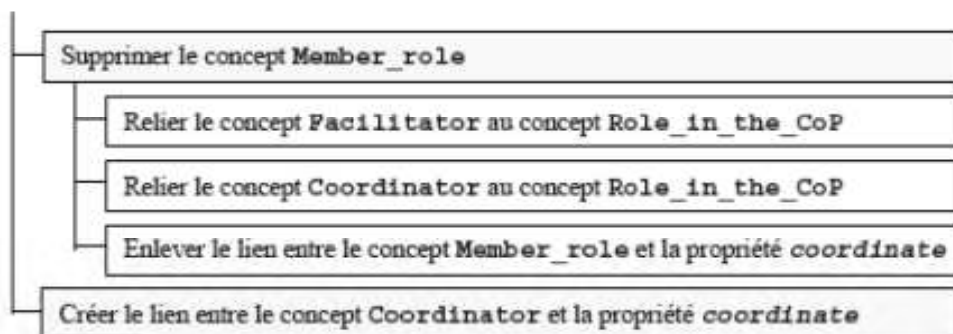 Supprimer le concept Member_role
Relier le concept Facilitator au concept Role_in_the_CoP
Relier le concept Coordinator au concept Role_in_the_CoP
Enlever le lien entre le concept Member_role et la propriété coordinate
Créer le lien entre le concept Coordinator et la propriété coordinate